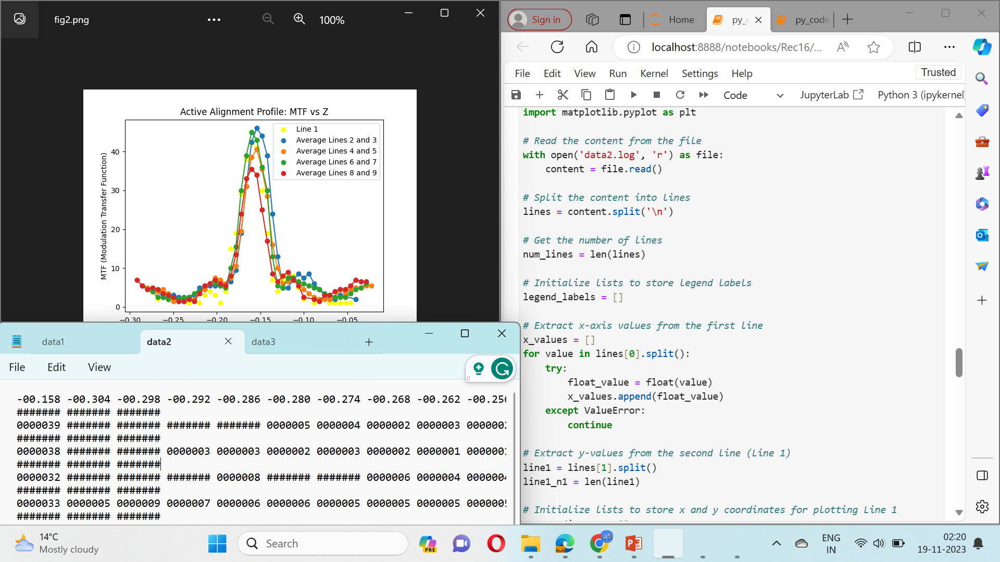 fig2.png
100%
Active Alignment Profile: MTF vs Z
Line 1
Average Lines 2 and 3
Average Lines 4 and 5
Average Lines 6 and 7
Average Lines 8 and 9
MTF (Modulation Transfer Function)
40
30
20
10
0
−0.30 −0.25 −0.20 −0.15 −0.10 −0.05
Sign in
Home
py_
py_code
localhost:8888/notebooks/Rec16/...
File Edit View Run Kernel Settings Help
Trusted
Code
JupyterLab
Python 3 (ipykernel)
import matplotlib.pyplot as plt
# Read the content from the file
with open('data2.log', 'r') as file:
    content = file.read()
# Split the content into lines
lines = content.split('\n')
# Get the number of lines
num_lines = len(lines)
# Initialize lists to store legend labels
legend_labels = []
# Extract x-axis values from the first line
x_values = []
for value in lines[0].split():
    try:
        float_value = float(value)
        x_values.append(float_value)
    except ValueError:
        continue
# Extract y-values from the second line (Line 1)
line1 = lines[1].split()
line1_n1 = len(line1)
# Initialize lists to store x and y coordinates for plotting Line 1
data1
data2
data3
File Edit View
-00.158 -00.304 -00.298 -00.292 -00.286 -00.280 -00.274 -00.268 -00.262 -00.256
####### ####### #######
0000039 ####### ####### ####### ####### 0000005 0000004 0000002 0000003 0000002
####### ####### #######
0000038 ####### ####### 0000003 0000003 0000002 0000003 0000002 0000001 0000001
####### ####### #######
0000032 ####### ####### ####### 0000008 ####### ####### 0000006 0000004 0000004
####### ####### #######
0000033 0000005 0000009 0000007 0000006 0000006 0000005 0000005 0000005 0000005
####### ####### #######
14°C
Mostly cloudy
Search
PRE
ENG
IN
02:20
19-11-2023